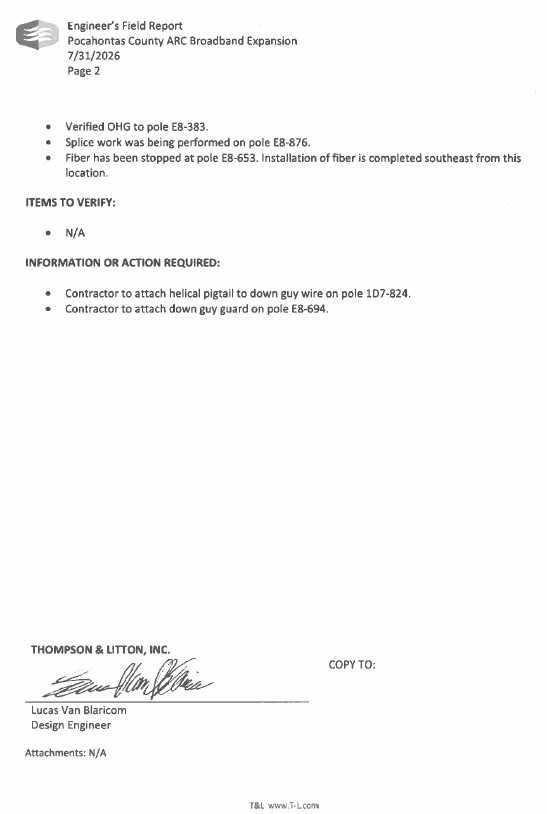 Engineer's Field Report
Pocahontas County ARC Broadband Expansion
7/31/2026
Page 2
• Verified OHG to pole E8-383.
• Splice work was being performed on pole E8-876.
• Fiber has been stopped at pole E8-653. Installation of fiber is completed southeast from this
location.
ITEMS TO VERIFY:
• N/A
INFORMATION OR ACTION REQUIRED:
• Contractor to attach helical pigtail to down guy wire on pole 1D7-824.
• Contractor to attach down guy guard on pole E8-694.
THOMPSON & LITTON, INC.
COPY TO:
Lucas Van Blaricom
Design Engineer
Attachments: N/A
T&L www.T-L.com